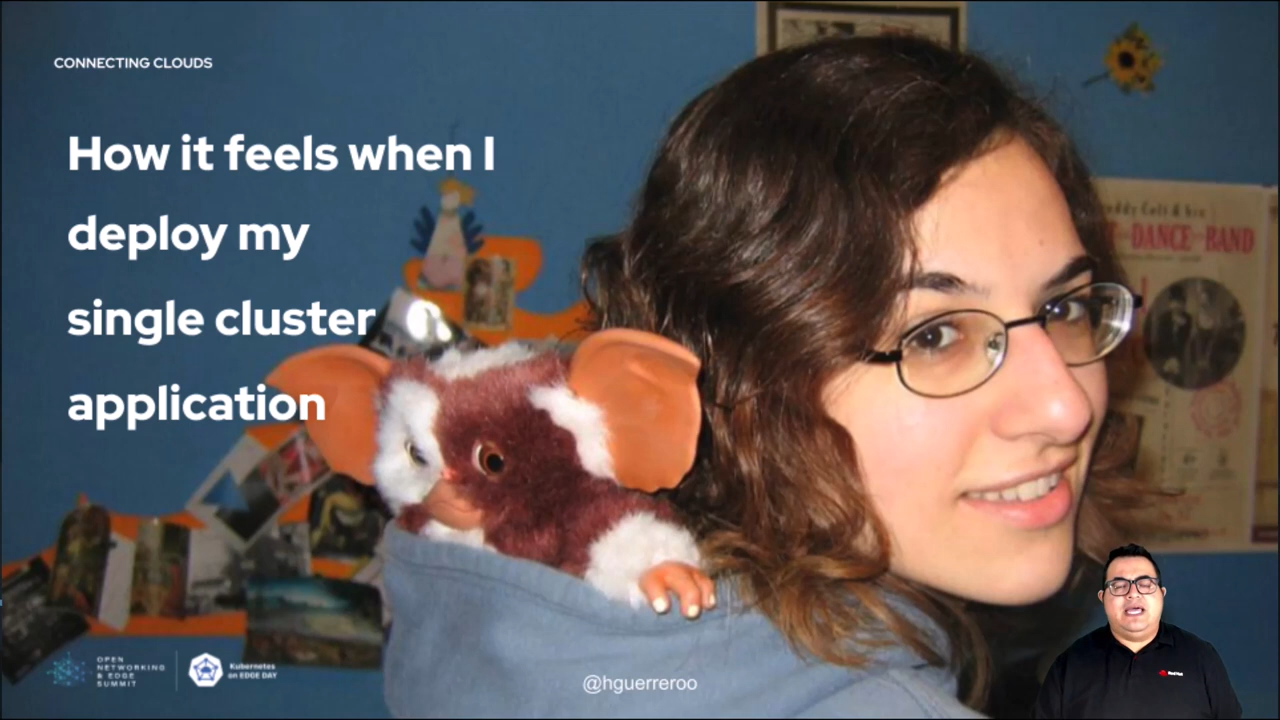 CONNECTING CLOUDS
How it feels when I
deploy my
single cluster
application
DANCE BAND
OPEN
NETWORKING
& EDGE
SUMMIT
Kubernetes
on EDGE DAY
@hguerreroo